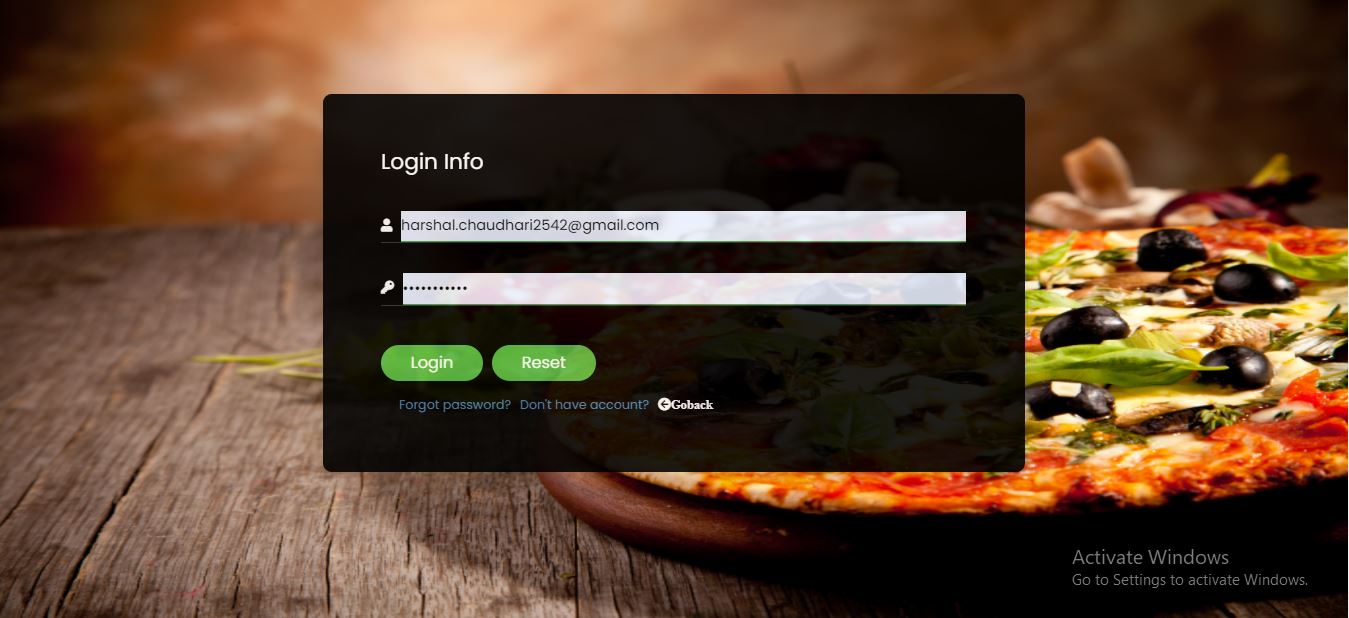 Login Info
harshal.chaudhari2542@gmail.com
•••••••••••
Login Reset
Forgot password? Don't have account? Goback
Activate Windows
Go to Settings to activate Windows.